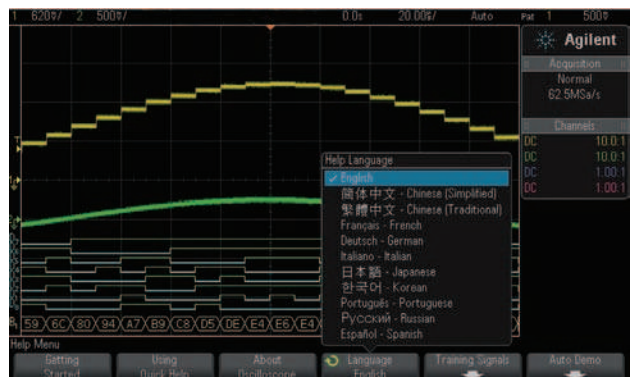 1 620▿/ 2 500▿/ 0.0s 20.00▿/ Auto Pat 1 500▿
Agilent
Acquisition
Normal
62.5MSa/s
Channels
DC 10.0:1
DC 10.0:1
DC 1.00:1
DC 1.00:1
Help Language
✓ English
简体中文 - Chinese (Simplified)
繁體中文 - Chinese (Traditional)
Français - French
Deutsch - German
Italiano - Italian
日本語 - Japanese
한국어 - Korean
Português - Portuguese
Русский - Russian
Español - Spanish
B1 59 6C 80 94 A7 B9 C8 D5 DE E4 E6 E4
Help Menu
Getting Started
Using Quick Help
About Oscilloscope
Language English
Training Signals
Auto Demo